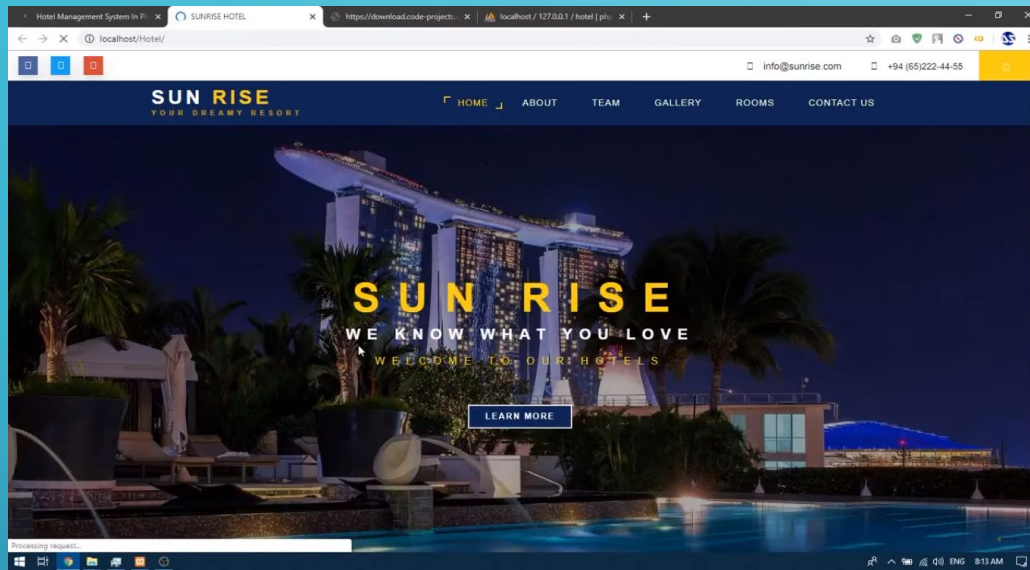 Hotel Management System In P
SUNRISE HOTEL
https://download.code-projects.
localhost / 127.0.0.1 / hotel | php
localhost/Hotel/
info@sunrise.com
+94 (65)222-44-55
SUN RISE
YOUR DREAMY RESORT
HOME
ABOUT
TEAM
GALLERY
ROOMS
CONTACT US
SUN RISE
WE KNOW WHAT YOU LOVE
WELCOME TO OUR HOTELS
LEARN MORE
Processing request...
ENG
8:13 AM